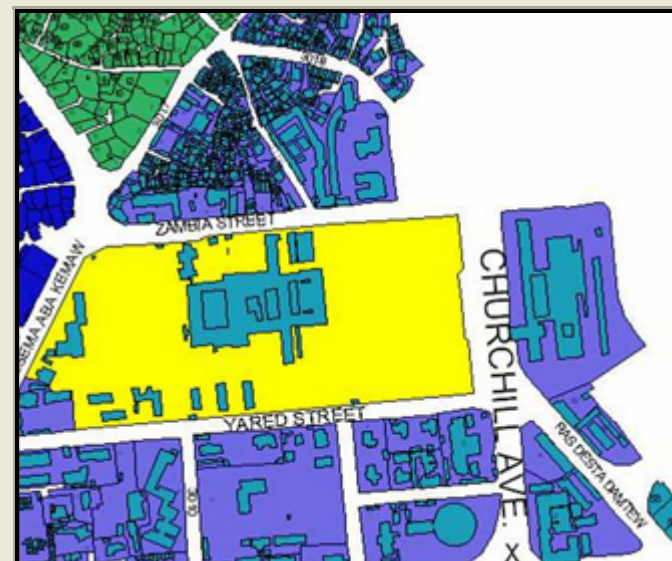 ZAMBIA STREET
CHURCHILL AVE.
YARED STREET
RAS DESTA DAMTEW
X